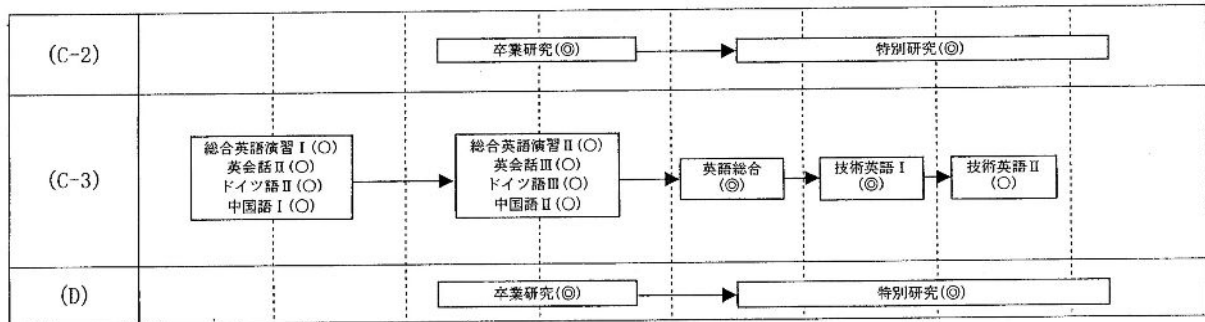 (C-2)
卒業研究(◎)
特別研究(◎)
(C-3)
総合英語演習Ⅰ(○)
英会話Ⅱ(○)
ドイツ語Ⅱ(○)
中国語Ⅰ(○)
総合英語演習Ⅱ(○)
英会話Ⅲ(○)
ドイツ語Ⅲ(○)
中国語Ⅱ(○)
英語総合
(◎)
技術英語Ⅰ
(◎)
技術英語Ⅱ
(○)
(D)
卒業研究(◎)
特別研究(◎)